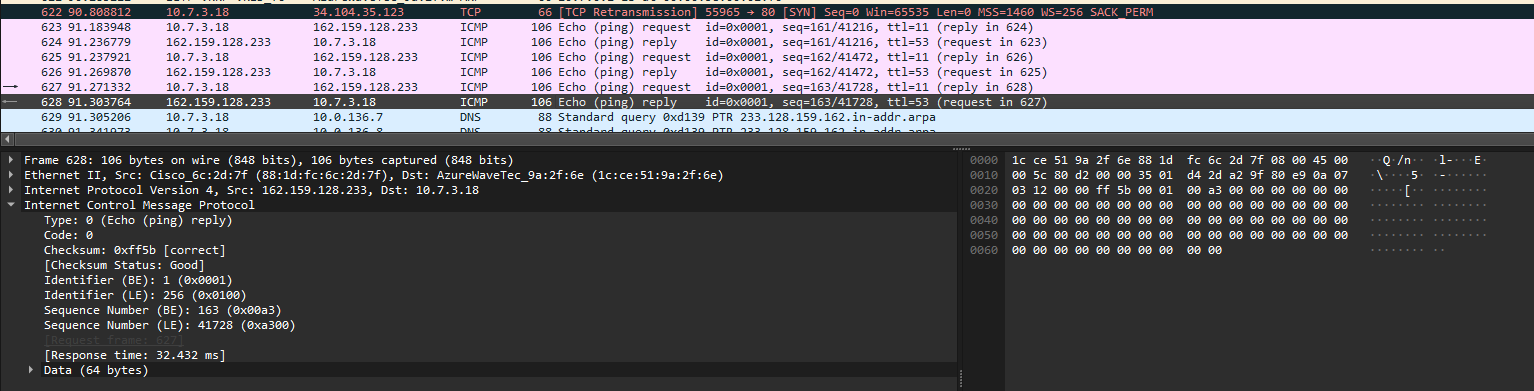 622 90.808812 10.7.3.18 34.104.35.123 TCP 66 [TCP Retransmission] 55965 → 80 [SYN] Seq=0 Win=65535 Len=0 MSS=1460 WS=256 SACK_PERM
623 91.183948 10.7.3.18 162.159.128.233 ICMP 106 Echo (ping) request id=0x0001, seq=161/41216, ttl=11 (reply in 624)
624 91.236779 162.159.128.233 10.7.3.18 ICMP 106 Echo (ping) reply id=0x0001, seq=161/41216, ttl=53 (request in 623)
625 91.237921 10.7.3.18 162.159.128.233 ICMP 106 Echo (ping) request id=0x0001, seq=162/41472, ttl=11 (reply in 626)
626 91.269870 162.159.128.233 10.7.3.18 ICMP 106 Echo (ping) reply id=0x0001, seq=162/41472, ttl=53 (request in 625)
627 91.271332 10.7.3.18 162.159.128.233 ICMP 106 Echo (ping) request id=0x0001, seq=163/41728, ttl=11 (reply in 628)
628 91.303764 162.159.128.233 10.7.3.18 ICMP 106 Echo (ping) reply id=0x0001, seq=163/41728, ttl=53 (request in 627)
629 91.305206 10.7.3.18 10.0.136.7 DNS 88 Standard query 0xd139 PTR 233.128.159.162.in-addr.arpa
630 91.341973 10.7.3.18 10.0.136.8 DNS 88 Standard query 0xd139 PTR 233.128.159.162.in-addr.arpa
Frame 628: 106 bytes on wire (848 bits), 106 bytes captured (848 bits)
Ethernet II, Src: Cisco_6c:2d:7f (88:1d:fc:6c:2d:7f), Dst: AzureWaveTec_9a:2f:6e (1c:ce:51:9a:2f:6e)
Internet Protocol Version 4, Src: 162.159.128.233, Dst: 10.7.3.18
Internet Control Message Protocol
Type: 0 (Echo (ping) reply)
Code: 0
Checksum: 0xff5b [correct]
[Checksum Status: Good]
Identifier (BE): 1 (0x0001)
Identifier (LE): 256 (0x0100)
Sequence Number (BE): 163 (0x00a3)
Sequence Number (LE): 41728 (0xa300)
[Request frame: 627]
[Response time: 32.432 ms]
Data (64 bytes)
0000 1c ce 51 9a 2f 6e 88 1d fc 6c 2d 7f 08 00 45 00 ··Q·/n·· ·l-···E·
0010 00 5c 80 d2 00 00 35 01 d4 2d a2 9f 80 e9 0a 07 ·\····5· ·-······
0020 03 12 00 00 ff 5b 00 01 00 a3 00 00 00 00 00 00 ·····[·· ········
0030 00 00 00 00 00 00 00 00 00 00 00 00 00 00 00 00 ········ ········
0040 00 00 00 00 00 00 00 00 00 00 00 00 00 00 00 00 ········ ········
0050 00 00 00 00 00 00 00 00 00 00 00 00 00 00 00 00 ········ ········
0060 00 00 00 00 00 00 00 00 00 00 ········ ··